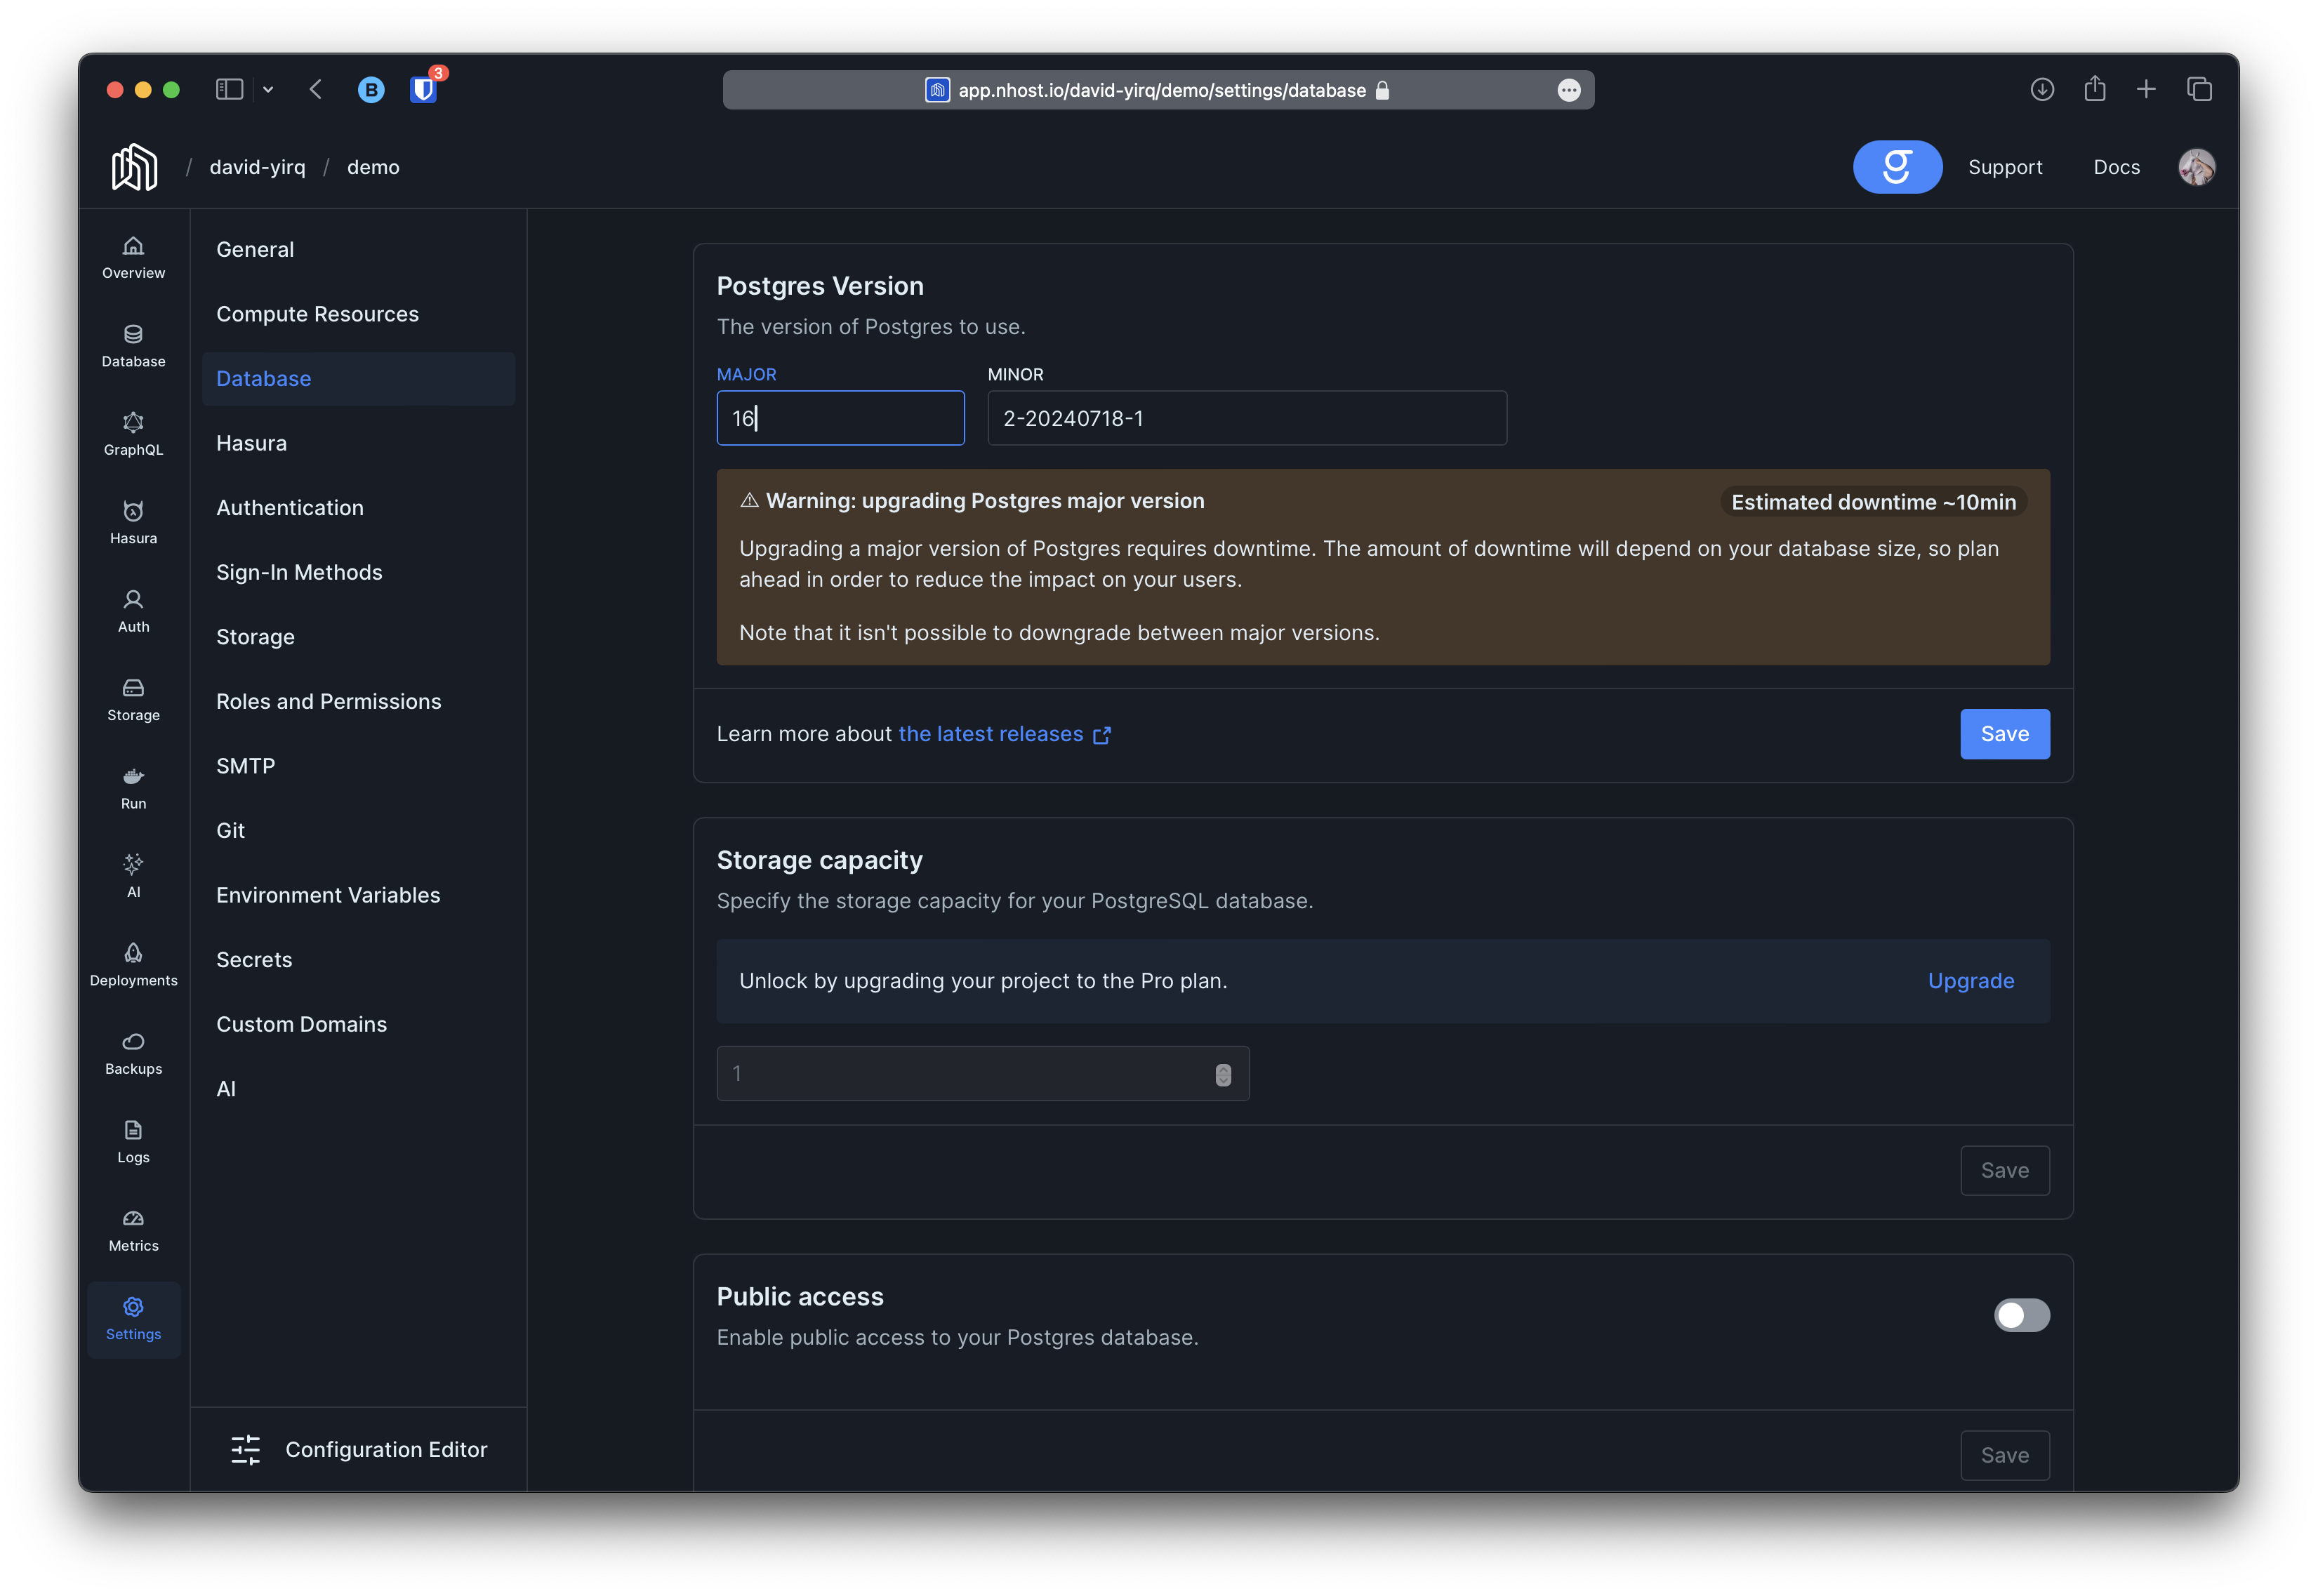 3
app.nhost.io/david-yirq/demo/settings/database
B
/ david-yirq / demo
Support
Docs
Overview
Database
GraphQL
Hasura
Auth
Storage
Run
AI
Deployments
Backups
Logs
Metrics
Settings
General
Compute Resources
Database
Hasura
Authentication
Sign-In Methods
Storage
Roles and Permissions
SMTP
Git
Environment Variables
Secrets
Custom Domains
AI
Configuration Editor
Postgres Version
The version of Postgres to use.
MAJOR
MINOR
16
2-20240718-1
⚠ Warning: upgrading Postgres major version
Estimated downtime ~10min
Upgrading a major version of Postgres requires downtime. The amount of downtime will depend on your database size, so plan
ahead in order to reduce the impact on your users.
Note that it isn't possible to downgrade between major versions.
Learn more about the latest releases
Save
Storage capacity
Specify the storage capacity for your PostgreSQL database.
Unlock by upgrading your project to the Pro plan.
Upgrade
1
Save
Public access
Enable public access to your Postgres database.
Save